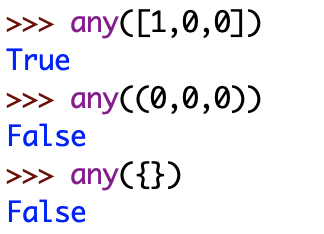 >>> any([1,0,0])
True
>>> any((0,0,0))
False
>>> any({})
False